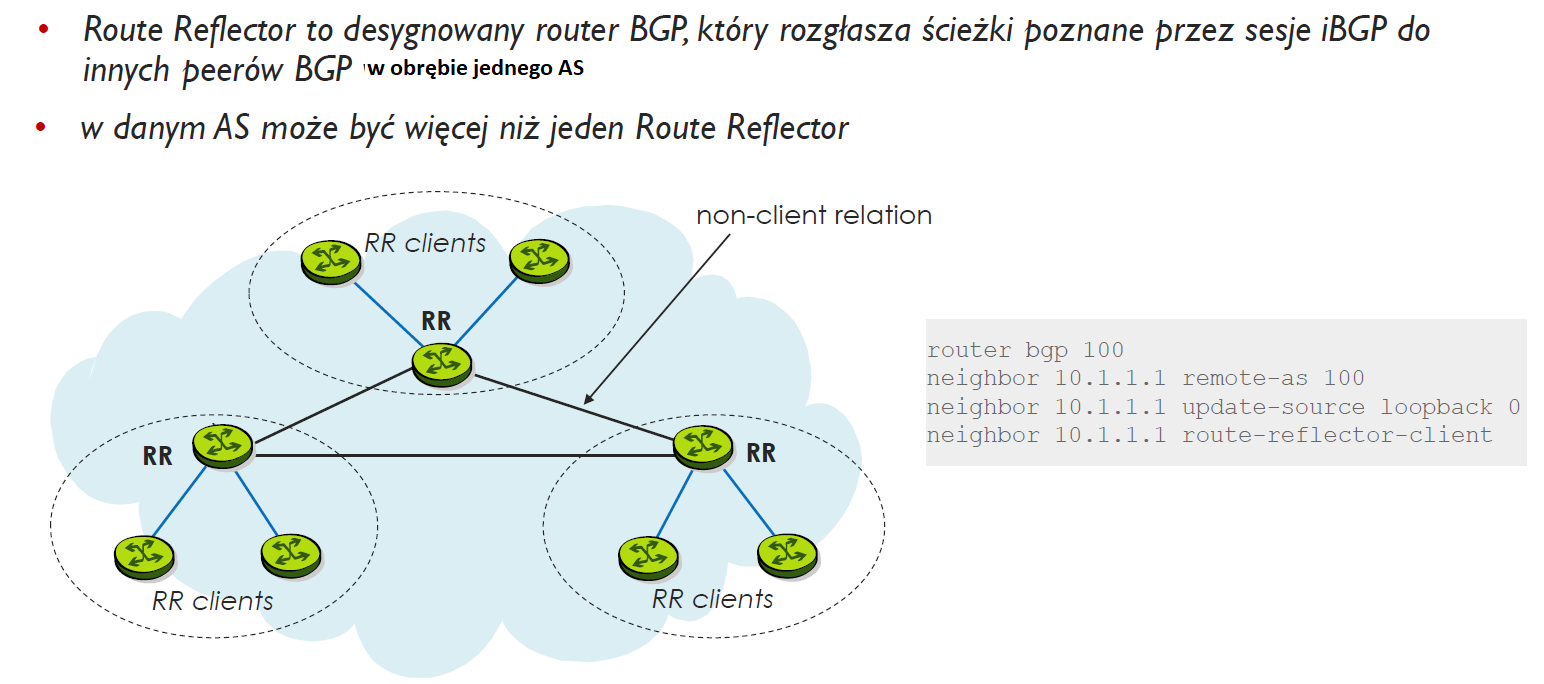 • Route Reflector to desygnowany router BGP, który rozgłasza ścieżki poznane przez sesje iBGP do
innych peerów BGP w obrębie jednego AS
• w danym AS może być więcej niż jeden Route Reflector
non-client relation
RR clients
RR
router bgp 100
neighbor 10.1.1.1 remote-as 100
neighbor 10.1.1.1 update-source loopback 0
neighbor 10.1.1.1 route-reflector-client
RR
RR
RR clients
RR clients